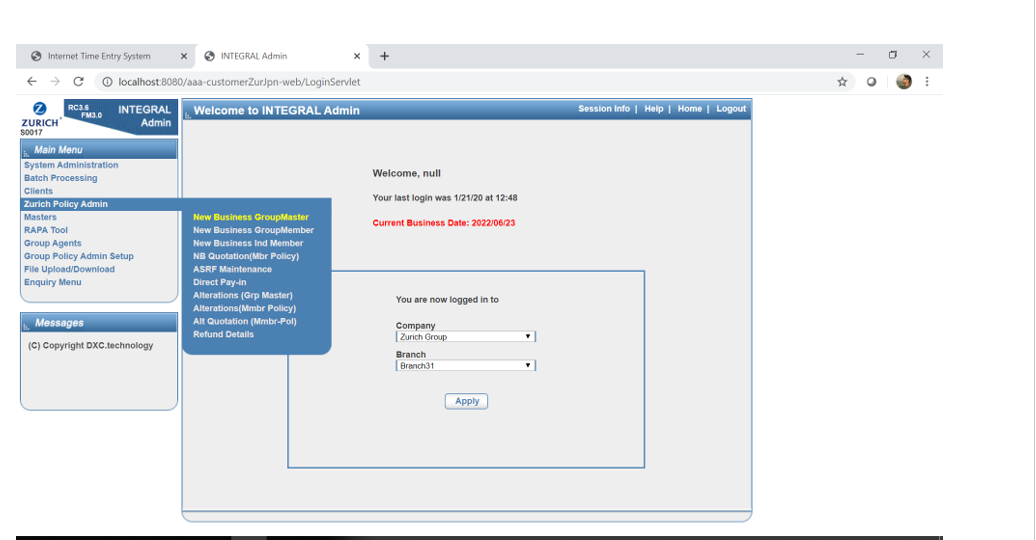 Internet Time Entry System
INTEGRAL Admin
localhost:8080/aaa-customerZurJpn-web/LoginServlet
ZURICH
S0017
RC3.6
FM3.0
INTEGRAL
Admin
Welcome to INTEGRAL Admin
Session Info | Help | Home | Logout
Main Menu
System Administration
Batch Processing
Clients
Zurich Policy Admin
Masters
RAPA Tool
Group Agents
Group Policy Admin Setup
File Upload/Download
Enquiry Menu
New Business GroupMaster
New Business GroupMember
New Business Ind Member
NB Quotation(Mbr Policy)
ASRF Maintenance
Direct Pay-in
Alterations (Grp Master)
Alterations(Mmbr Policy)
Alt Quotation (Mmbr-Pol)
Refund Details
Messages
(C) Copyright DXC.technology
Welcome, null
Your last login was 1/21/20 at 12:48
Current Business Date: 2022/06/23
You are now logged in to
Company
Zurich Group
Branch
Branch31
Apply